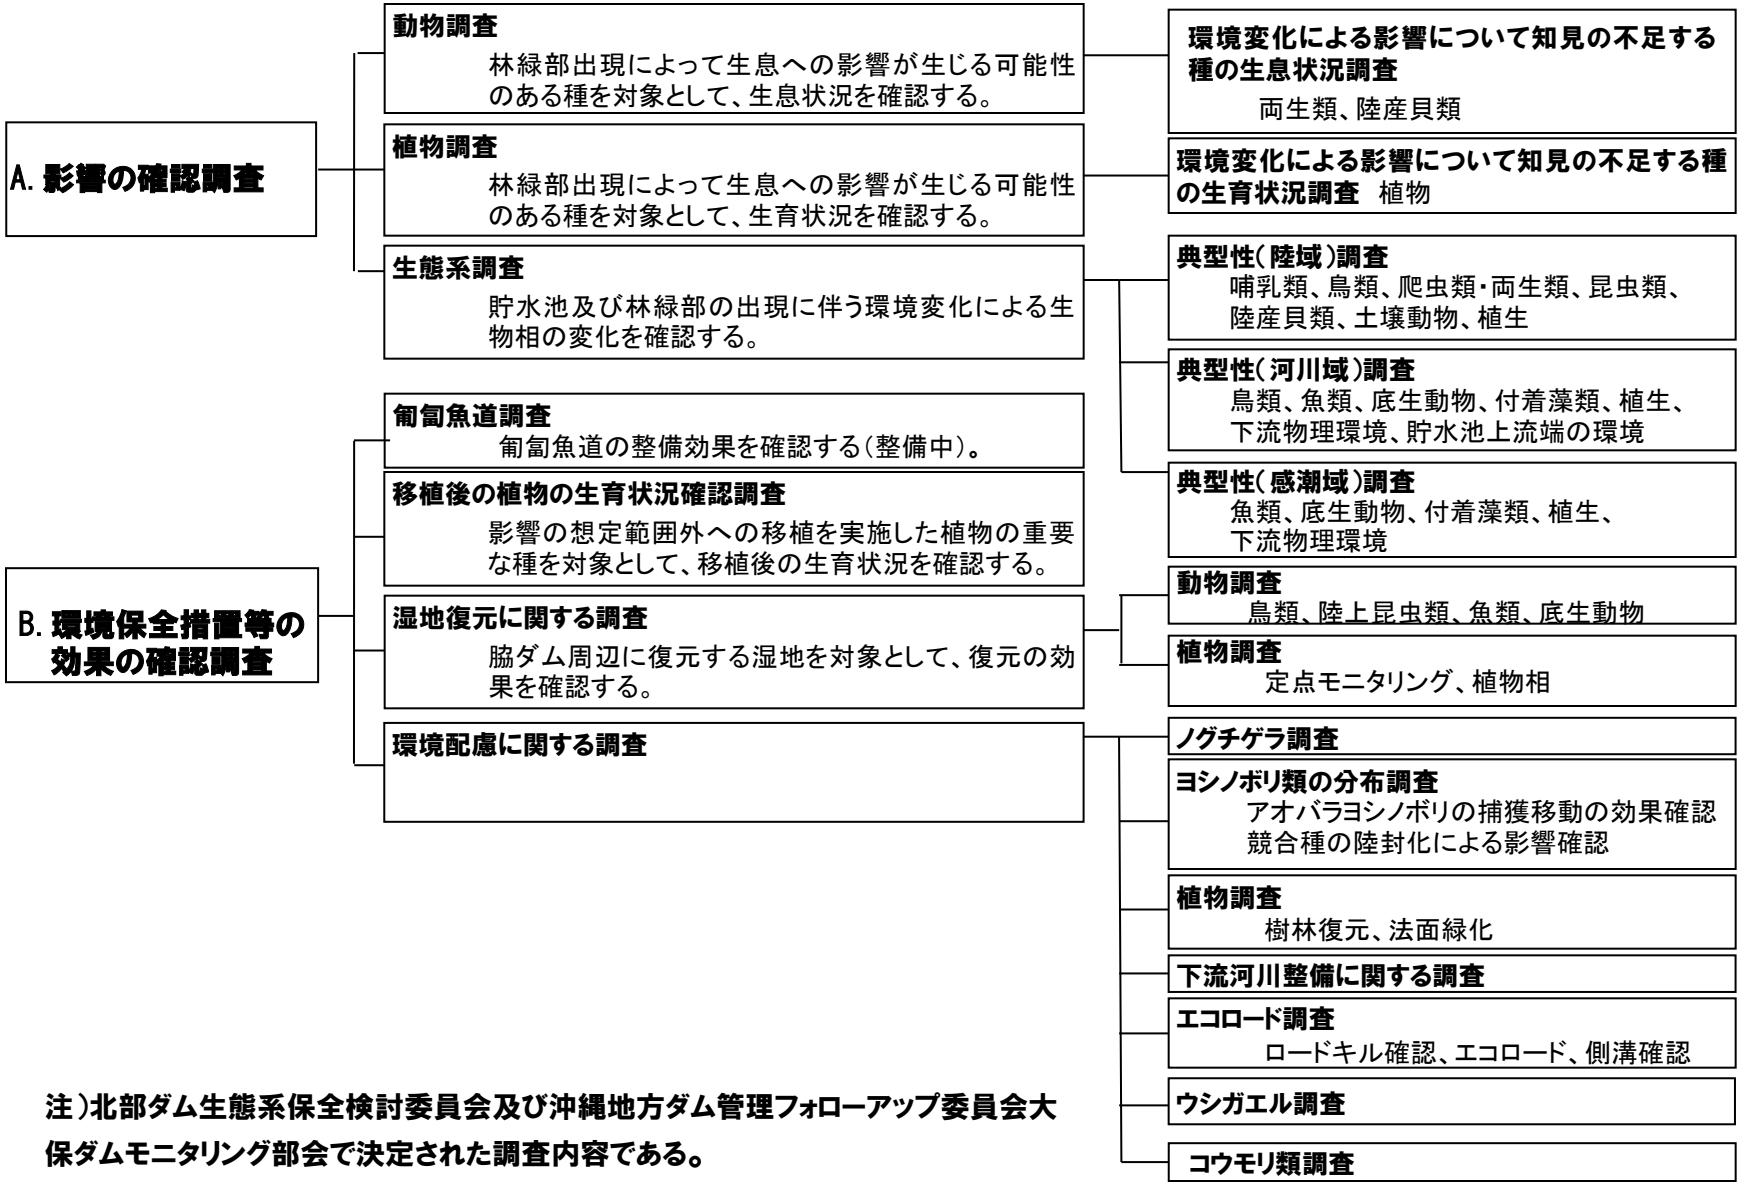 A. 影響の確認調査
動物調査
林緑部出現によって生息への影響が生じる可能性
のある種を対象として、生息状況を確認する。
環境変化による影響について知見の不足する
種の生息状況調査
両生類、陸産貝類
植物調査
林緑部出現によって生息への影響が生じる可能性
のある種を対象として、生育状況を確認する。
環境変化による影響について知見の不足する種
の生育状況調査 植物
生態系調査
貯水池及び林緑部の出現に伴う環境変化による生
物相の変化を確認する。
典型性(陸域)調査
哺乳類、鳥類、爬虫類・両生類、昆虫類、
陸産貝類、土壌動物、植生
典型性(河川域)調査
鳥類、魚類、底生動物、付着藻類、植生、
下流物理環境、貯水池上流端の環境
典型性(感潮域)調査
魚類、底生動物、付着藻類、植生、
下流物理環境
B. 環境保全措置等の
効果の確認調査
匍匐魚道調査
匍匐魚道の整備効果を確認する(整備中)。
移植後の植物の生育状況確認調査
影響の想定範囲外への移植を実施した植物の重要
な種を対象として、移植後の生育状況を確認する。
湿地復元に関する調査
脇ダム周辺に復元する湿地を対象として、復元の効
果を確認する。
動物調査
鳥類、陸上昆虫類、魚類、底生動物
植物調査
定点モニタリング、植物相
環境配慮に関する調査
ノグチゲラ調査
ヨシノボリ類の分布調査
アオバラヨシノボリの捕獲移動の効果確認
競合種の陸封化による影響確認
植物調査
樹林復元、法面緑化
下流河川整備に関する調査
エコロード調査
ロードキル確認、エコロード、側溝確認
ウシガエル調査
コウモリ類調査
注)北部ダム生態系保全検討委員会及び沖縄地方ダム管理フォローアップ委員会大
保ダムモニタリング部会で決定された調査内容である。